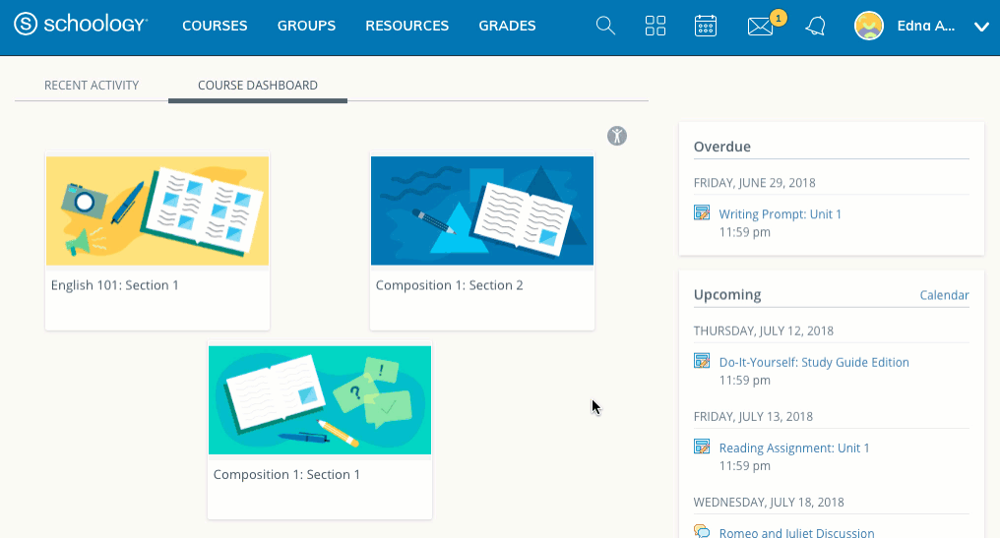 schoology
COURSES
GROUPS
RESOURCES
GRADES
1
Edna A...
RECENT ACTIVITY
COURSE DASHBOARD
English 101: Section 1
Composition 1: Section 2
Composition 1: Section 1
Overdue
FRIDAY, JUNE 29, 2018
Writing Prompt: Unit 1
11:59 pm
Upcoming
Calendar
THURSDAY, JULY 12, 2018
Do-It-Yourself: Study Guide Edition
11:59 pm
FRIDAY, JULY 13, 2018
Reading Assignment: Unit 1
11:59 pm
WEDNESDAY, JULY 18, 2018
Romeo and Juliet Discussion